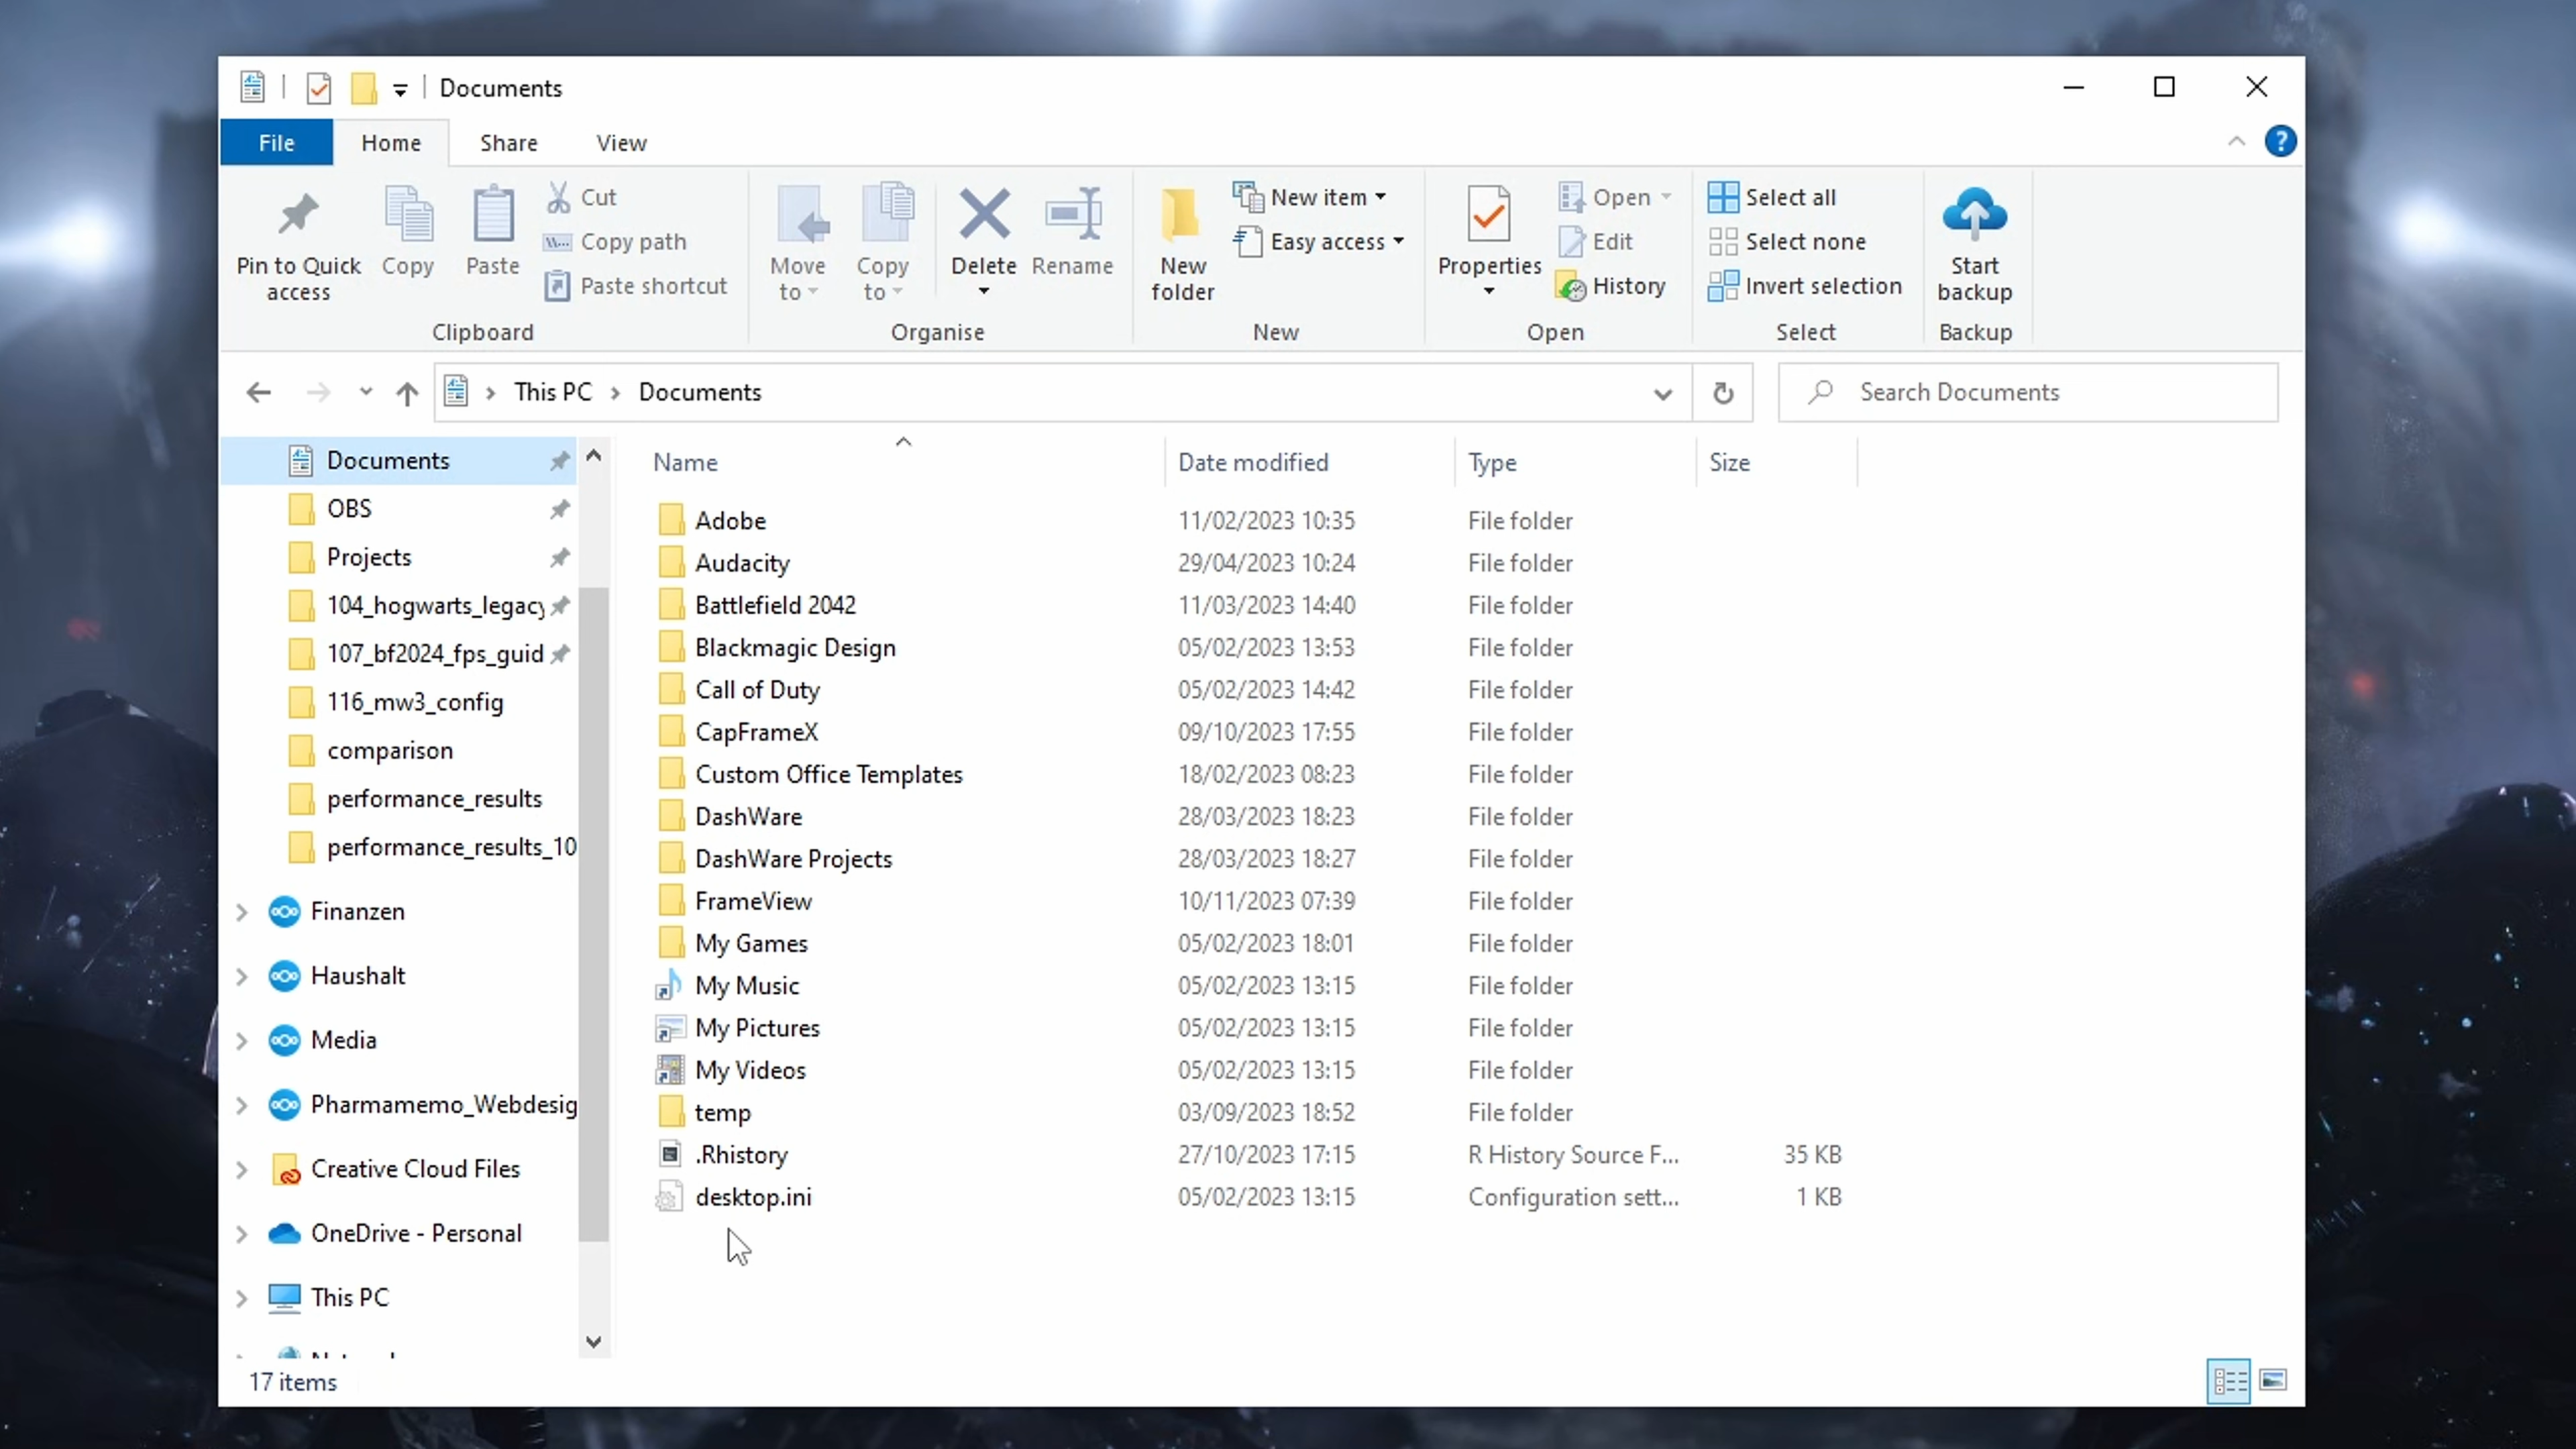 Documents
File Home Share View
Pin to Quick access
Copy
Paste
Cut
Copy path
Paste shortcut
Clipboard
Move to
Copy to
Delete
Rename
Organise
New folder
New item
Easy access
New
Properties
Open
Edit
History
Open
Select all
Select none
Invert selection
Select
Start backup
Backup
This PC Documents
Search Documents
Documents
OBS
Projects
104_hogwarts_legacy
107_bf2024_fps_guid
116_mw3_config
comparison
performance_results
performance_results_10
Finanzen
Haushalt
Media
Pharmamemo_Webdesig
Creative Cloud Files
OneDrive - Personal
This PC
Name Date modified Type Size
Adobe 11/02/2023 10:35 File folder
Audacity 29/04/2023 10:24 File folder
Battlefield 2042 11/03/2023 14:40 File folder
Blackmagic Design 05/02/2023 13:53 File folder
Call of Duty 05/02/2023 14:42 File folder
CapFrameX 09/10/2023 17:55 File folder
Custom Office Templates 18/02/2023 08:23 File folder
DashWare 28/03/2023 18:23 File folder
DashWare Projects 28/03/2023 18:27 File folder
FrameView 10/11/2023 07:39 File folder
My Games 05/02/2023 18:01 File folder
My Music 05/02/2023 13:15 File folder
My Pictures 05/02/2023 13:15 File folder
My Videos 05/02/2023 13:15 File folder
temp 03/09/2023 18:52 File folder
.Rhistory 27/10/2023 17:15 R History Source F... 35 KB
desktop.ini 05/02/2023 13:15 Configuration sett... 1 KB
17 items